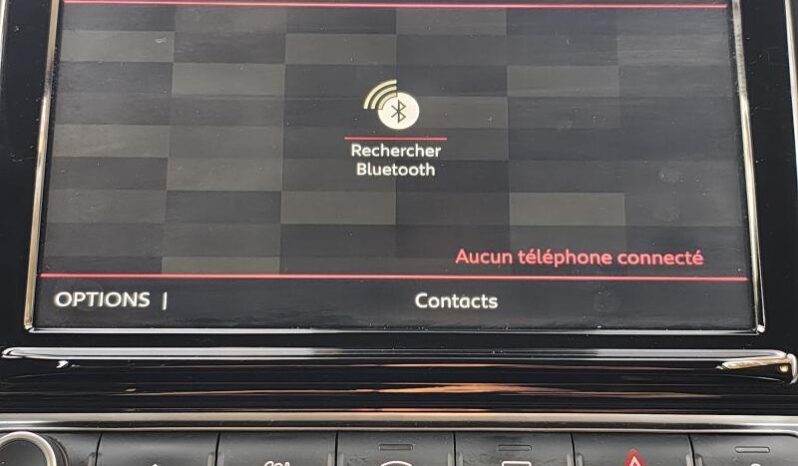 Rechercher
Bluetooth
Aucun téléphone connecté
OPTIONS |
Contacts